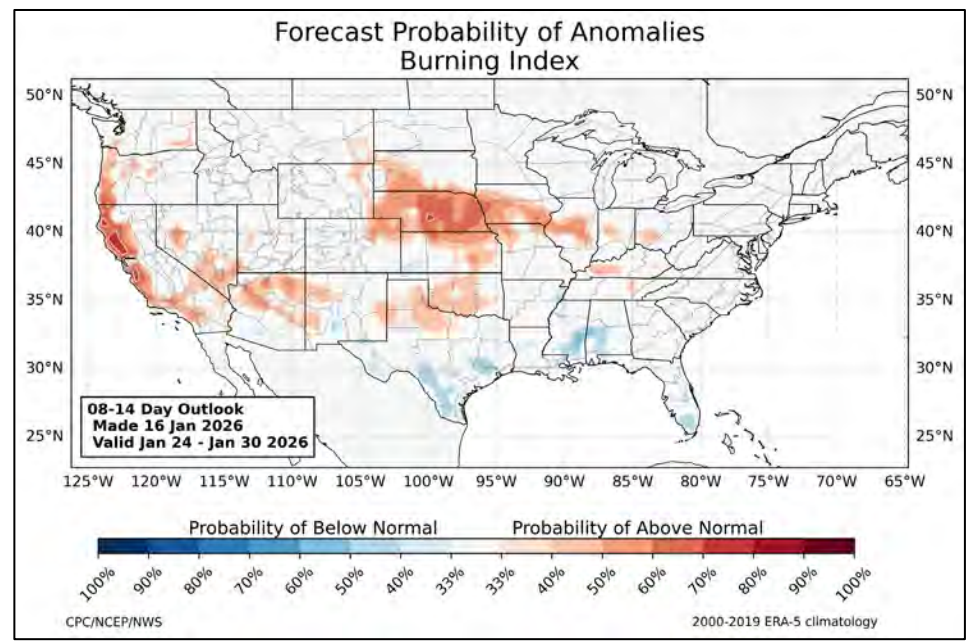 Forecast Probability of Anomalies
Burning Index
50°N
50°N
45°N
45°N
40°N
40°N
35°N
35°N
30°N
30°N
25°N
25°N
08-14 Day Outlook
Made 16 Jan 2026
Valid Jan 24 - Jan 30 2026
125°W 120°W 115°W 110°W 105°W 100°W 95°W 90°W 85°W 80°W 75°W 70°W 65°W
Probability of Below Normal Probability of Above Normal
100% 90% 80% 70% 60% 50% 40% 33% 33% 40% 50% 60% 70% 80% 90% 100%
CPC/NCEP/NWS 2000-2019 ERA-5 climatology